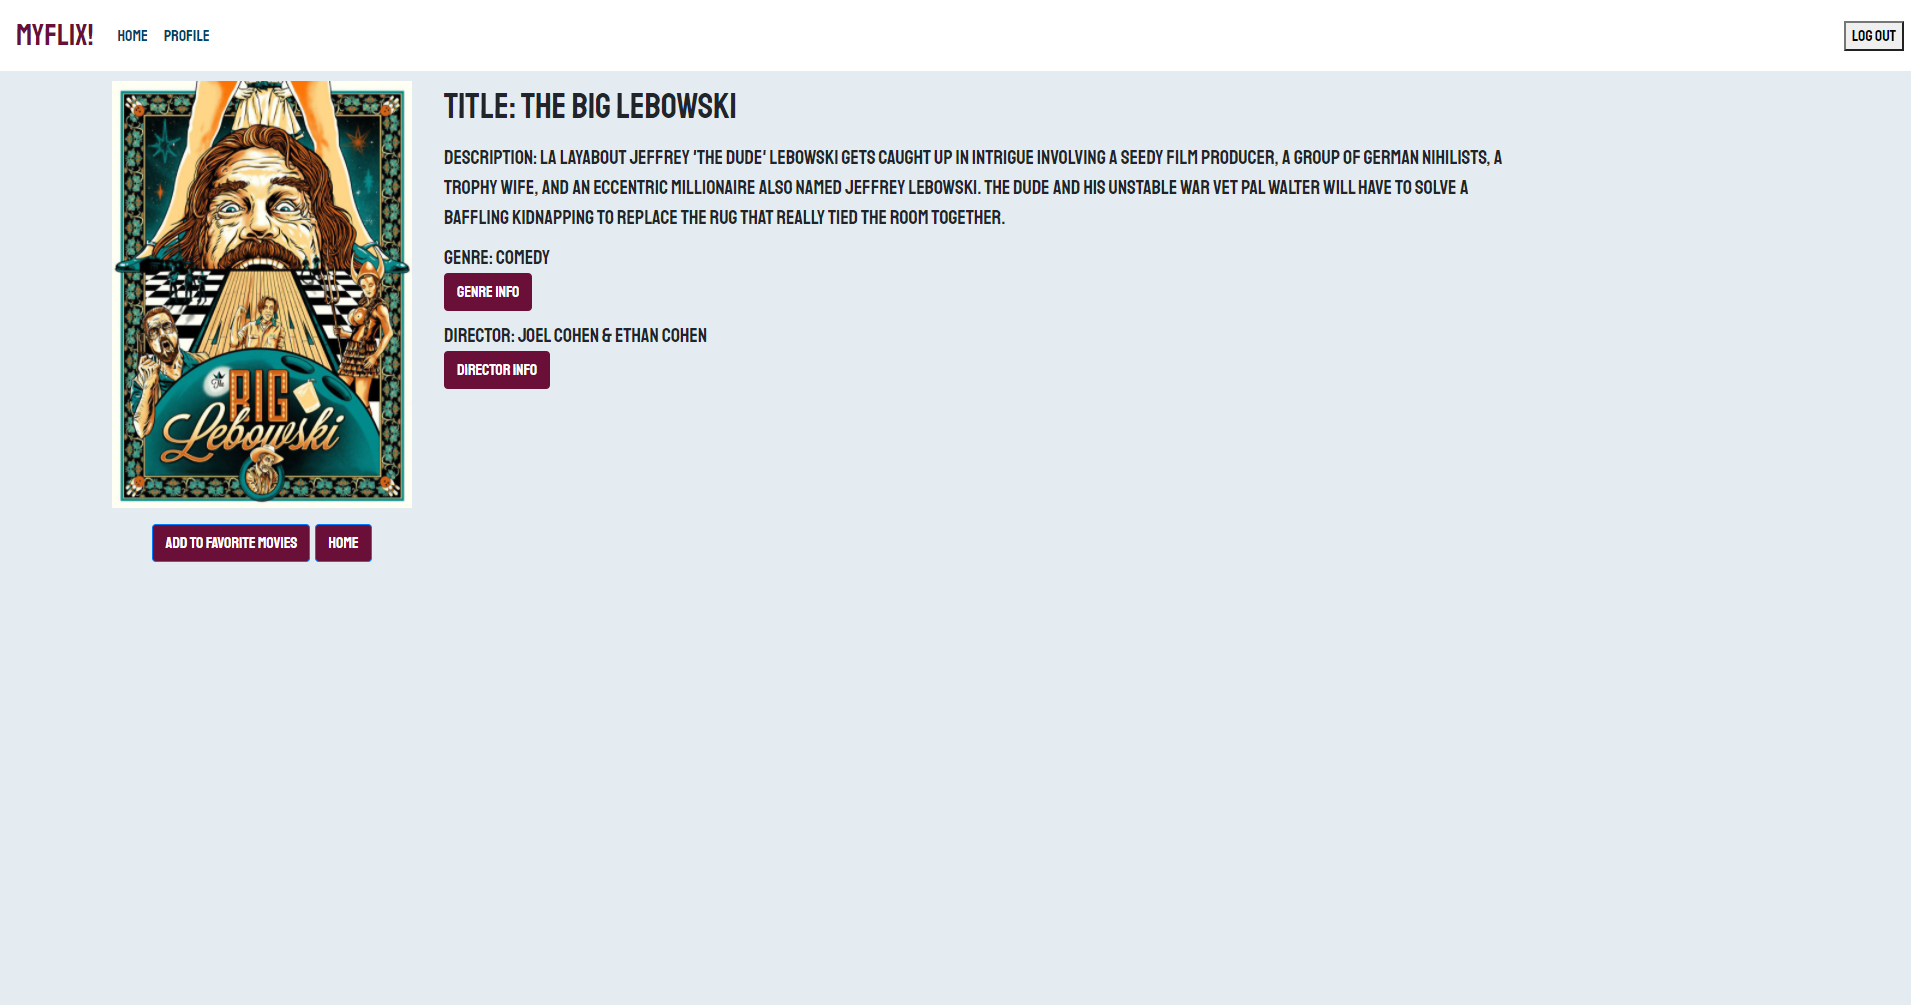 MYFLIX!
HOME PROFILE
LOG OUT
TITLE: THE BIG LEBOWSKI
DESCRIPTION: LA LAYABOUT JEFFREY 'THE DUDE' LEBOWSKI GETS CAUGHT UP IN INTRIGUE INVOLVING A SEEDY FILM PRODUCER, A GROUP OF GERMAN NIHILISTS, A
TROPHY WIFE, AND AN ECCENTRIC MILLIONAIRE ALSO NAMED JEFFREY LEBOWSKI. THE DUDE AND HIS UNSTABLE WAR VET PAL WALTER WILL HAVE TO SOLVE A
BAFFLING KIDNAPPING TO REPLACE THE RUG THAT REALLY TIED THE ROOM TOGETHER.
GENRE: COMEDY
GENRE INFO
DIRECTOR: JOEL COHEN & ETHAN COHEN
DIRECTOR INFO
The
BIG
Lebowski
ADD TO FAVORITE MOVIES
HOME